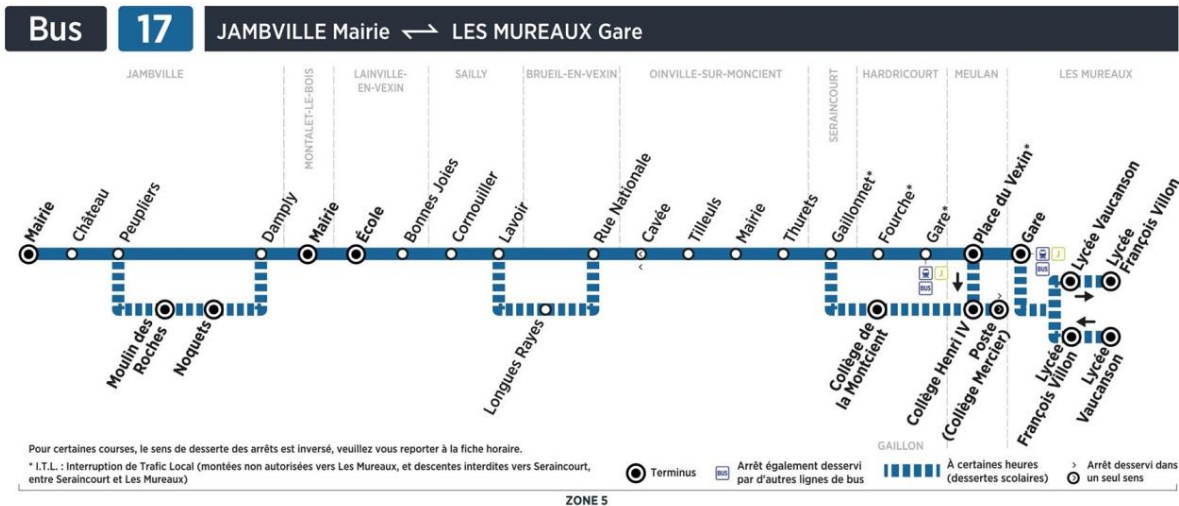 Bus 17 JAMBVILLE Mairie LES MUREAUX Gare
JAMBVILLE
MONTALET-LE-BOIS
LAINVILLE-
EN-VEXIN
SAILLY
BRUEIL-EN-VEXIN
OINVILLE-SUR-MONCIENT
SERAINCOURT
HARDRICOURT
MEULAN
LES MUREAUX
Mairie
Château
Peupliers
Damply
Mairie
École
Bonnes Joies
Cornouiller
Lavoir
Rue Nationale
Cavée
Tilleuls
Mairie
Thurets
Gaillonnet*
Fourche*
Gare*
Place du Vexin*
Gare
Lycée Vaucanson
Lycée
François Villon
J
BUS
J
BUS
Moulin des
Roches
Noquets
Longues Rayes
Collège de
la Montcient
Collège Henri IV
Poste
(Collège Mercier)
Lycée
François Villon
Lycée
Vaucanson
GAILLON
Pour certaines courses, le sens de desserte des arrêts est inversé, veuillez vous reporter à la fiche horaire.
* I.T.L. : Interruption de Trafic Local (montées non autorisées vers Les Mureaux, et descentes interdites vers Seraincourt,
entre Seraincourt et Les Mureaux)
Terminus
BUS
Arrêt également desservi
par d'autres lignes de bus
À certaines heures
(dessertes scolaires)
Arrêt desservi dans
un seul sens
ZONE 5